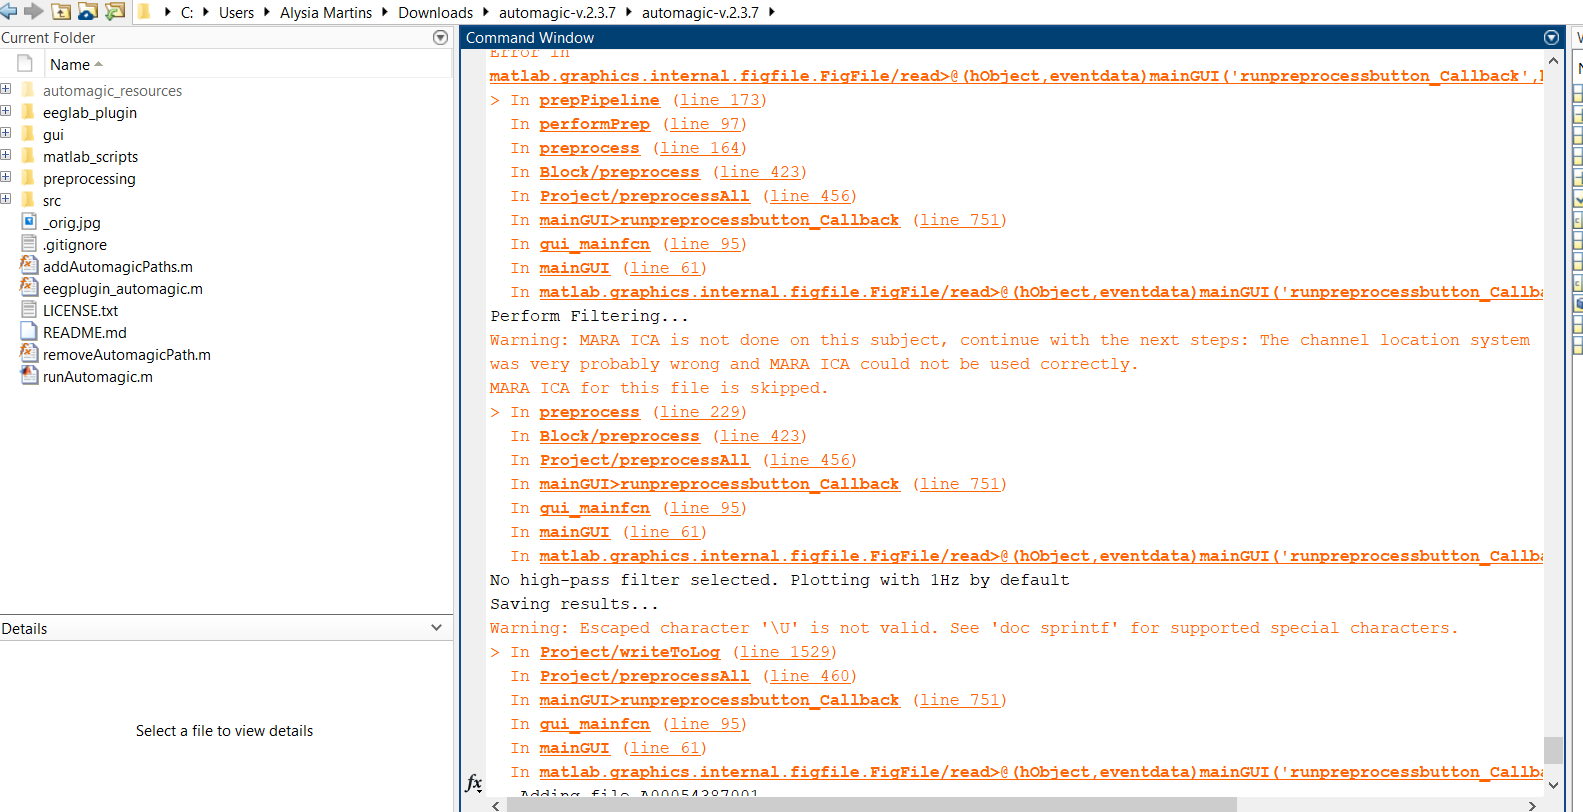 C: Users Alysia Martins Downloads automagic-v.2.3.7 automagic-v.2.3.7
Current Folder
Name
automagic_resources
eeglab_plugin
gui
matlab_scripts
preprocessing
src
_orig.jpg
.gitignore
addAutomagicPaths.m
eegplugin_automagic.m
LICENSE.txt
README.md
removeAutomagicPath.m
runAutomagic.m
Details
Select a file to view details
Command Window
Error in
matlab.graphics.internal.figfile.FigFile/read>@(hObject,eventdata)mainGUI('runpreprocessbutton_Callback',
> In prepPipeline (line 173)
In performPrep (line 97)
In preprocess (line 164)
In Block/preprocess (line 423)
In Project/preprocessAll (line 456)
In mainGUI>runpreprocessbutton_Callback (line 751)
In gui_mainfcn (line 95)
In mainGUI (line 61)
In matlab.graphics.internal.figfile.FigFile/read>@(hObject,eventdata)mainGUI('runpreprocessbutton_Callba
Perform Filtering...
Warning: MARA ICA is not done on this subject, continue with the next steps: The channel location system
was very probably wrong and MARA ICA could not be used correctly.
MARA ICA for this file is skipped.
> In preprocess (line 229)
In Block/preprocess (line 423)
In Project/preprocessAll (line 456)
In mainGUI>runpreprocessbutton_Callback (line 751)
In gui_mainfcn (line 95)
In mainGUI (line 61)
In matlab.graphics.internal.figfile.FigFile/read>@(hObject,eventdata)mainGUI('runpreprocessbutton_Callba
No high-pass filter selected. Plotting with 1Hz by default
Saving results...
Warning: Escaped character '\U' is not valid. See 'doc sprintf' for supported special characters.
> In Project/writeToLog (line 1529)
In Project/preprocessAll (line 460)
In mainGUI>runpreprocessbutton_Callback (line 751)
In gui_mainfcn (line 95)
In mainGUI (line 61)
In matlab.graphics.internal.figfile.FigFile/read>@(hObject,eventdata)mainGUI('runpreprocessbutton_Callba
fx
Adding file A00054387001